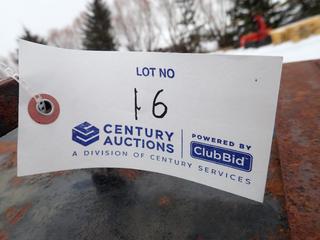 LOT NO
16
CENTURY
AUCTIONS
A DIVISION OF CENTURY SERVICES
POWERED BY
ClubBid